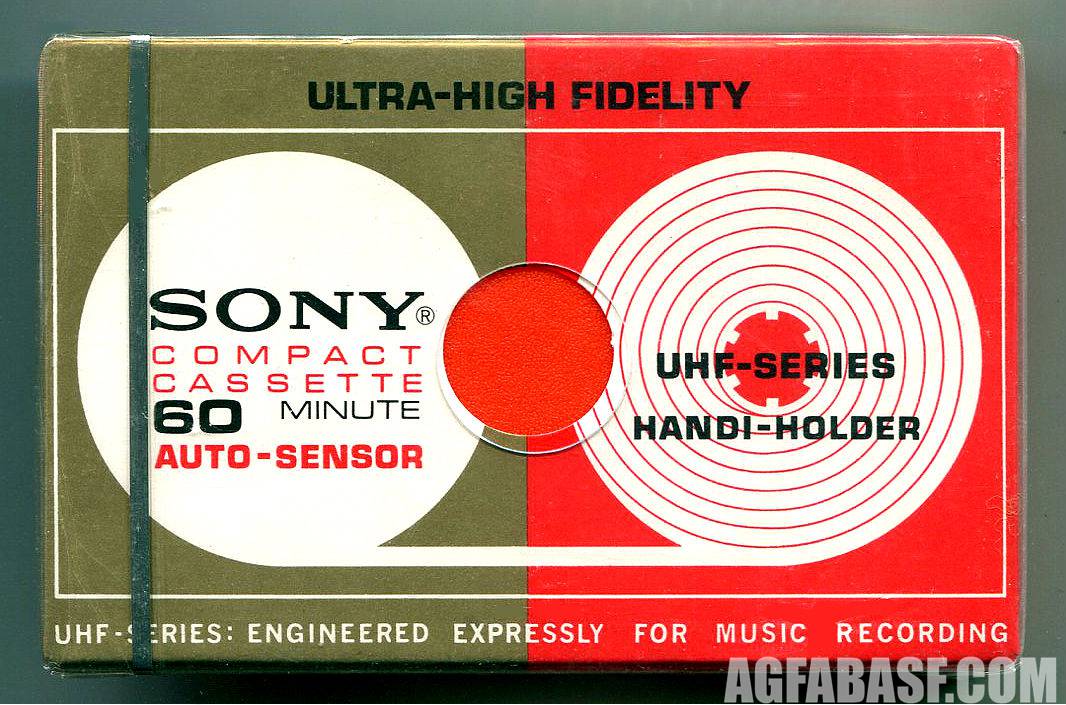 ULTRA-HIGH FIDELITY
SONY®
COMPACT
CASSETTE
60 MINUTE
AUTO-SENSOR
UHF-SERIES
HANDI-HOLDER
UHF-SERIES: ENGINEERED EXPRESSLY FOR MUSIC RECORDING
AGFABASF.COM